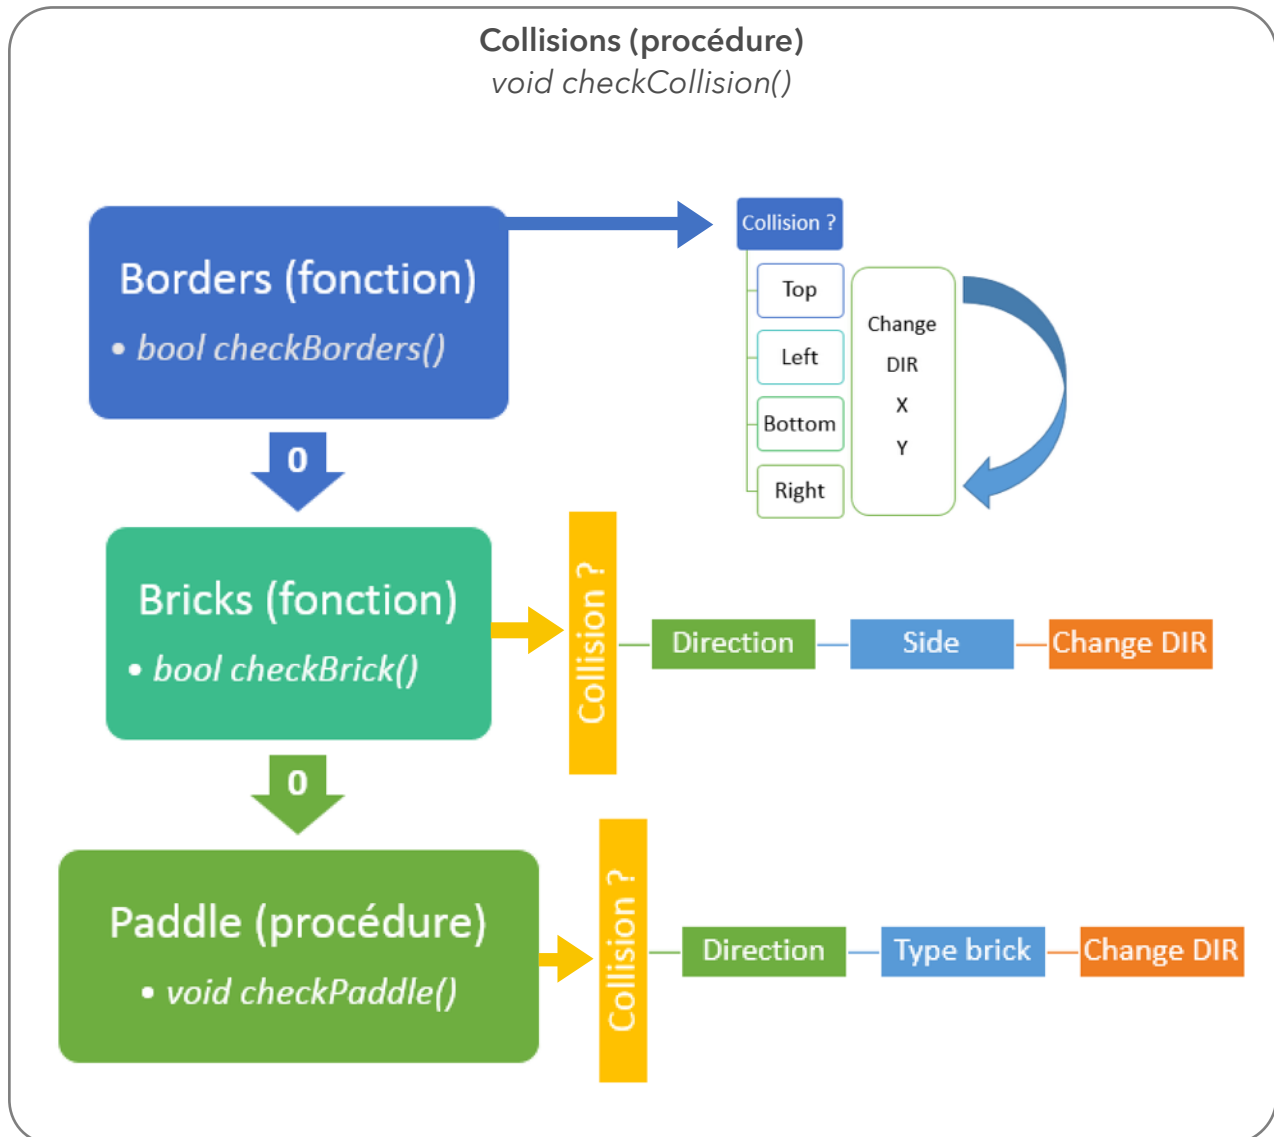 Collisions (procédure)
void checkCollision()
Borders (fonction)
• bool checkBorders()
Collision ?
Top
Left
Bottom
Right
Change
DIR
X
Y
0
Bricks (fonction)
• bool checkBrick()
Collision ?
Direction
Side
Change DIR
0
Paddle (procédure)
• void checkPaddle()
Collision ?
Direction
Type brick
Change DIR